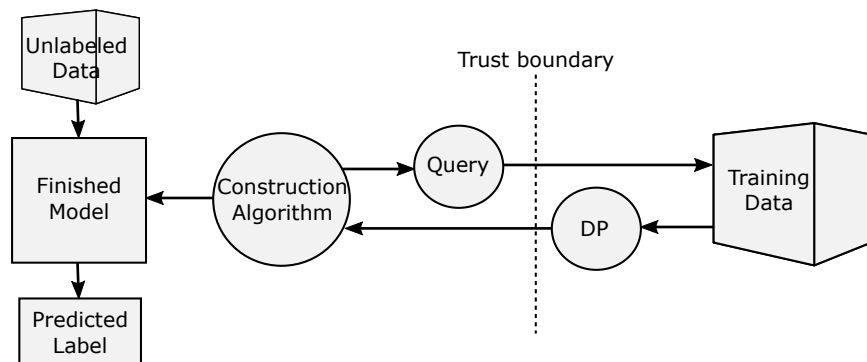 Unlabeled
Data
Trust boundary
Query
Finished
Model
Construction
Algorithm
Training
Data
DP
Predicted
Label